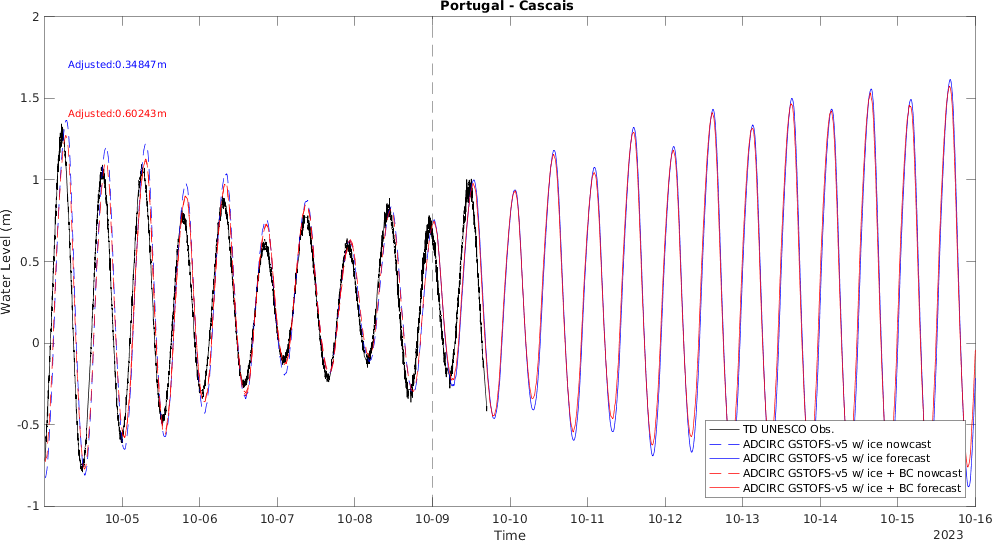 Portugal - Cascais
2
1.5
1
0.5
0
-0.5
-1
Water Level (m)
Adjusted:0.34847m
Adjusted:0.60243m
TD UNESCO Obs.
ADCIRC GSTOFS-v5 w/ ice nowcast
ADCIRC GSTOFS-v5 w/ ice forecast
ADCIRC GSTOFS-v5 w/ ice + BC nowcast
ADCIRC GSTOFS-v5 w/ ice + BC forecast
10-05 10-06 10-07 10-08 10-09 10-10 10-11 10-12 10-13 10-14 10-15 10-16
Time
2023